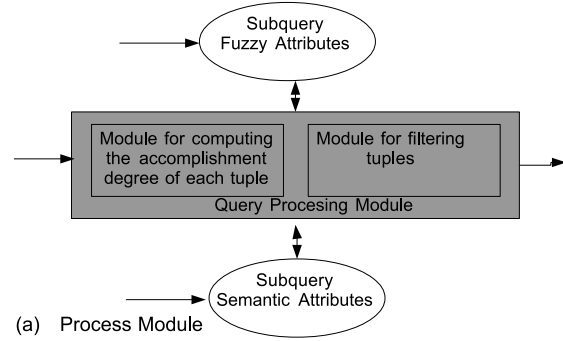 Subquery
Fuzzy Attributes
Module for computing
the accomplishment
degree of each tuple
Module for filtering
tuples
Query Procesing Module
Subquery
Semantic Attributes
(a) Process Module